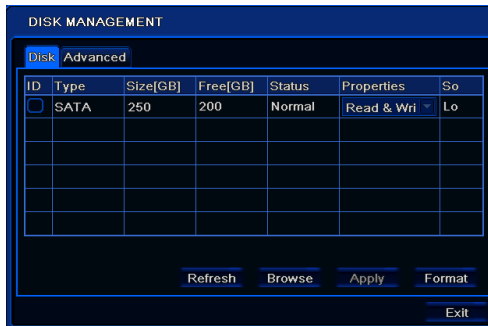 DISK MANAGEMENT
Disk Advanced
ID Type Size[GB] Free[GB] Status Properties So
SATA 250 200 Normal Read & Wri Lo
Refresh Browse Apply Format
Exit